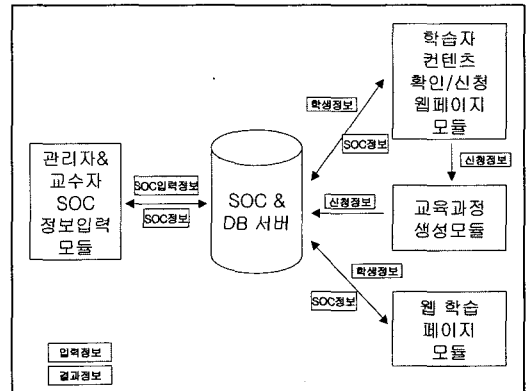 관리자&
교수자
SOC
정보입력
모듈
SOC입력정보
SOC정보
SOC &
DB 서버
학생정보
SOC정보
학습자
컨텐츠
확인/신청
웹페이지
모듈
신청정보
신청정보
교육과정
생성모듈
학생정보
SOC정보
웹 학습
페이지
모듈
입력정보
결과정보